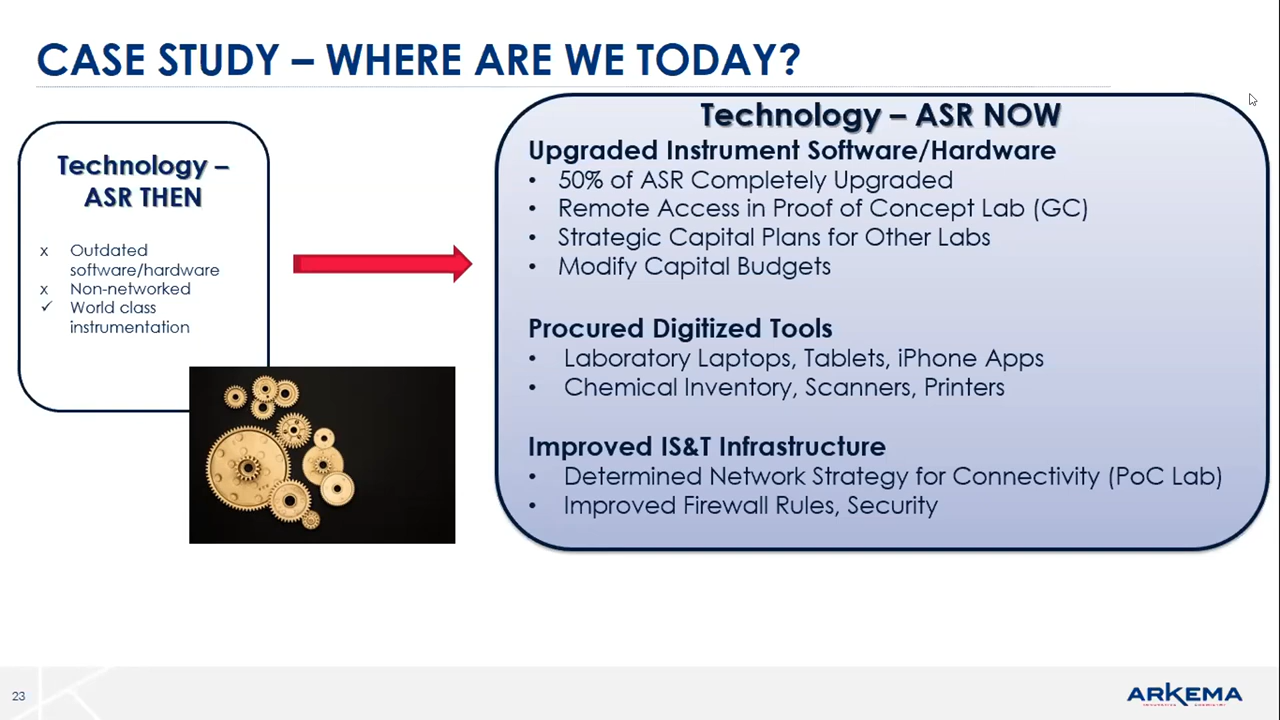 CASE STUDY – WHERE ARE WE TODAY?
Technology –
ASR THEN
x Outdated
software/hardware
x Non-networked
✓ World class
instrumentation
Technology – ASR NOW
Upgraded Instrument Software/Hardware
• 50% of ASR Completely Upgraded
• Remote Access in Proof of Concept Lab (GC)
• Strategic Capital Plans for Other Labs
• Modify Capital Budgets
Procured Digitized Tools
• Laboratory Laptops, Tablets, iPhone Apps
• Chemical Inventory, Scanners, Printers
Improved IS&T Infrastructure
• Determined Network Strategy for Connectivity (PoC Lab)
• Improved Firewall Rules, Security
23
ARKEMA